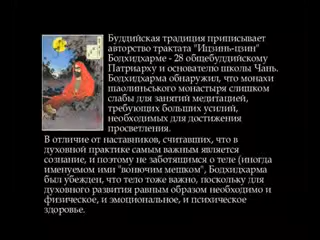 Буддийская традиция приписывает
авторство трактата "Ицзинь-цзин"
Бодхидхарме - 28 общебуддийскому
Патриарху и основателю школы Чань.
Бодхидхарма обнаружил, что монахи
шаолиньського монастыря слишком
слабы для занятий медитацией,
требующих больших усилий,
необходимых для достижения
просветления.
В отличие от наставников, считавших, что в
духовной практике самым важным является
сознание, и поэтому не заботящимся о теле (иногда
именуемом ими "вонючим мешком", Бодхидхарма
был убежден, что тело тоже важно, поскольку для
духовного развития равным образом необходимо и
физическое, и эмоциональное, и психическое
здоровье.